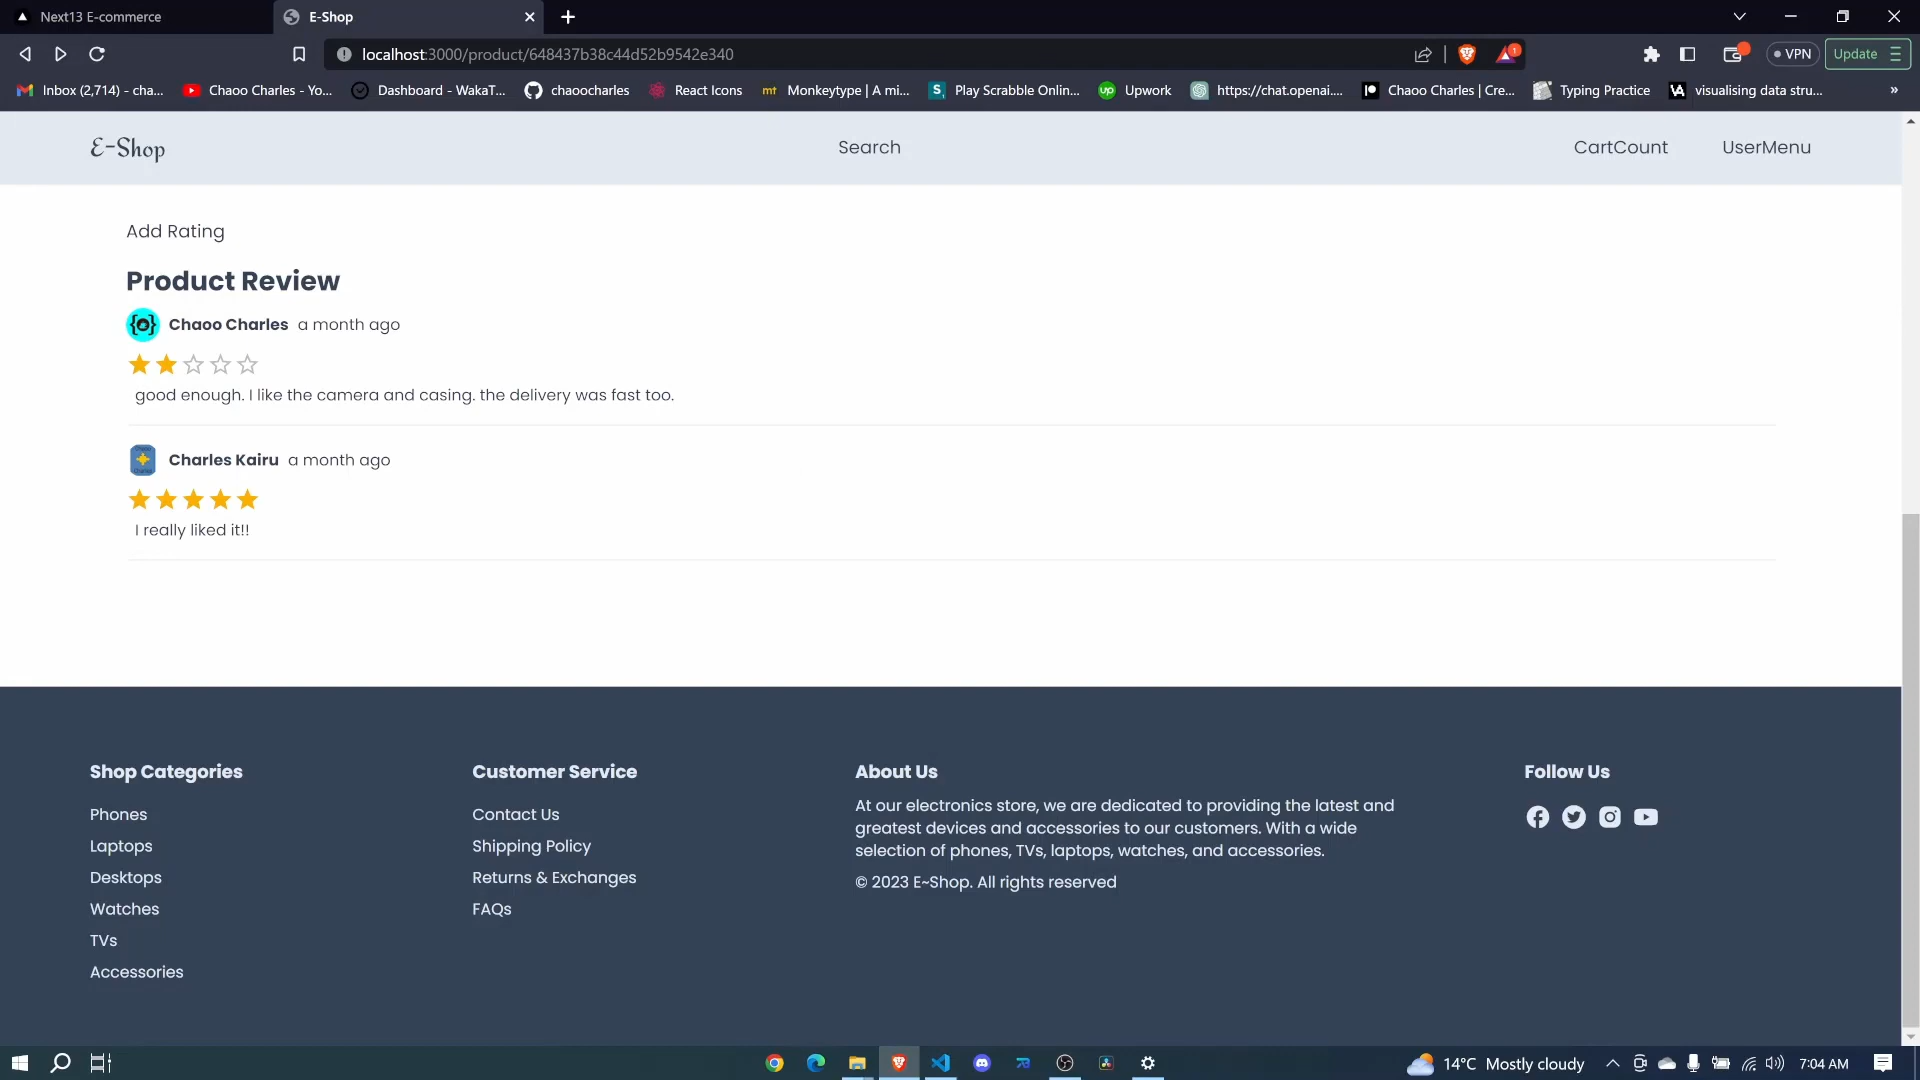 Next13 E-commerce
E-Shop
localhost:3000/product/648437b38c44d52b9542e340
1
VPN
Update
Inbox (2,714) - cha...
Chaoo Charles - Yo...
Dashboard - WakaT...
chaoocharles
React Icons
mt Monkeytype | A mi...
S, Play Scrabble Onlin...
up Upwork
https://chat.openai....
Chaoo Charles | Cre...
Typing Practice
VA visualising data stru...
»
E~Shop
Search
CartCount
UserMenu
Add Rating
Product Review
Chaoo Charles a month ago
good enough. I like the camera and casing. the delivery was fast too.
Charles Kairu a month ago
I really liked it!!
Shop Categories
Phones
Laptops
Desktops
Watches
TVs
Accessories
Customer Service
Contact Us
Shipping Policy
Returns & Exchanges
FAQs
About Us
At our electronics store, we are dedicated to providing the latest and
greatest devices and accessories to our customers. With a wide
selection of phones, TVs, laptops, watches, and accessories.
© 2023 E~Shop. All rights reserved
Follow Us
14°C Mostly cloudy
7:04 AM